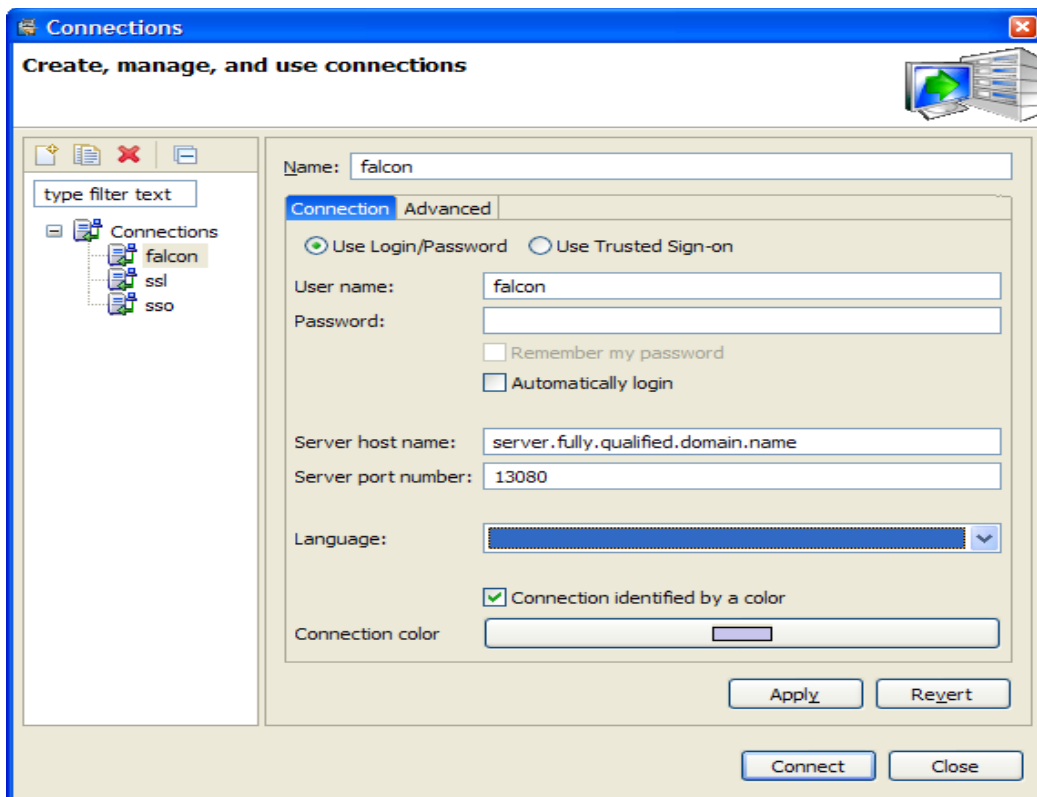 Connections
Create, manage, and use connections
type filter text
Connections
falcon
ssl
sso
Name: falcon
Connection Advanced
Use Login/Password Use Trusted Sign-on
User name: falcon
Password:
Remember my password
Automatically login
Server host name: server.fully.qualified.domain.name
Server port number: 13080
Language:
Connection identified by a color
Connection color
Apply Revert
Connect Close